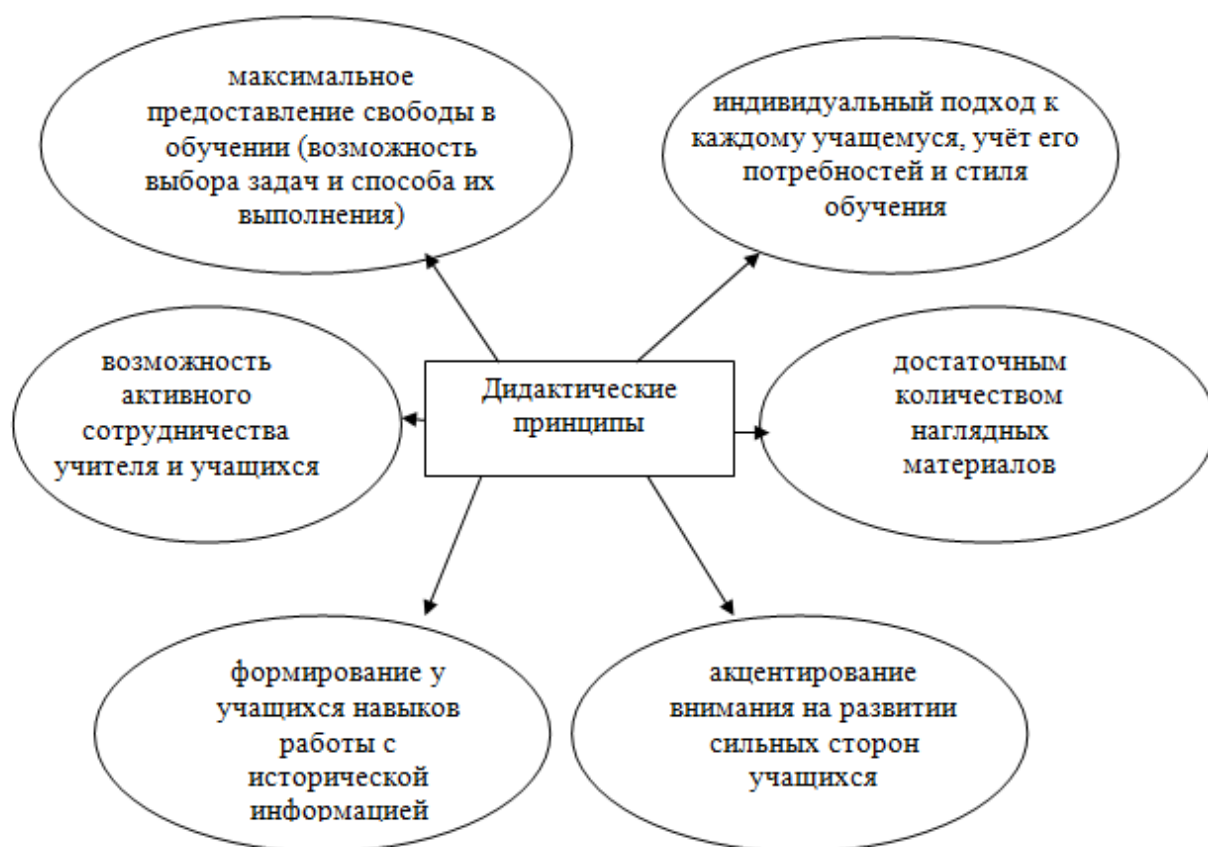 максимальное
предоставление свободы в
обучении (возможность
выбора задач и способа их
выполнения)
индивидуальный подход к
каждому учащемуся, учёт его
потребностей и стиля
обучения
возможность
активного
сотрудничества
учителя и учащихся
Дидактические
принципы
достаточным
количеством
наглядных
материалов
формирование у
учащихся навыков
работы с
исторической
информацией
акцентирование
внимания на развитии
сильных сторон
учащихся